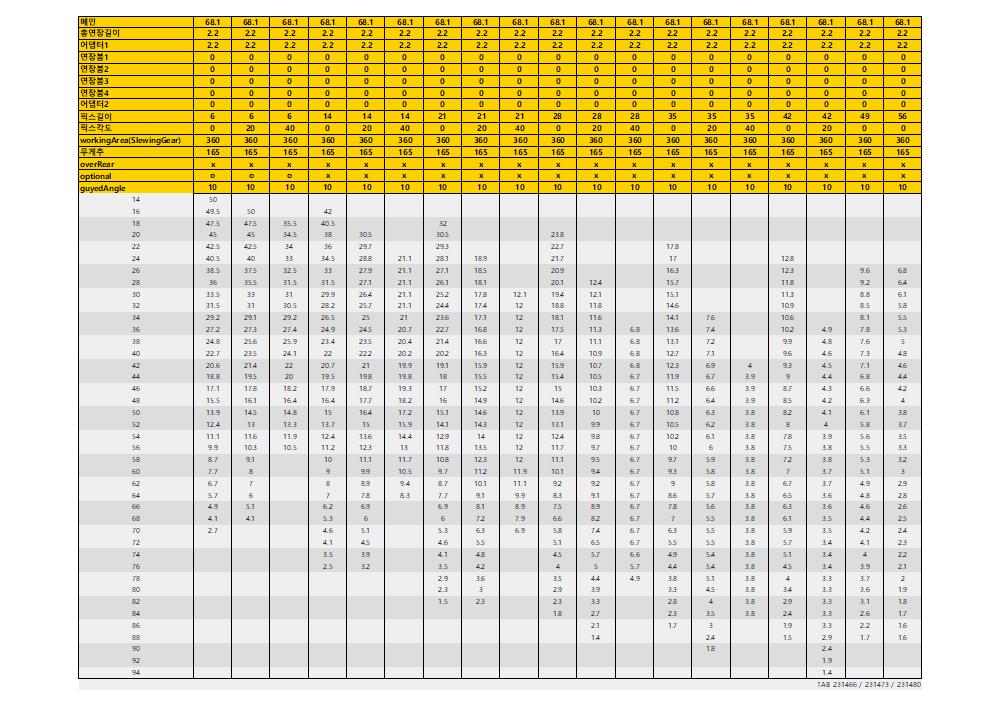 메인 68.1 68.1 68.1 68.1 68.1 68.1 68.1 68.1 68.1 68.1 68.1 68.1 68.1 68.1 68.1 68.1 68.1 68.1 68.1
총연장길이 2.2 2.2 2.2 2.2 2.2 2.2 2.2 2.2 2.2 2.2 2.2 2.2 2.2 2.2 2.2 2.2 2.2 2.2 2.2
어댑터1 2.2 2.2 2.2 2.2 2.2 2.2 2.2 2.2 2.2 2.2 2.2 2.2 2.2 2.2 2.2 2.2 2.2 2.2 2.2
연장붐1 0 0 0 0 0 0 0 0 0 0 0 0 0 0 0 0 0 0 0
연장붐2 0 0 0 0 0 0 0 0 0 0 0 0 0 0 0 0 0 0 0
연장붐3 0 0 0 0 0 0 0 0 0 0 0 0 0 0 0 0 0 0 0
연장붐4 0 0 0 0 0 0 0 0 0 0 0 0 0 0 0 0 0 0 0
어댑터2 0 0 0 0 0 0 0 0 0 0 0 0 0 0 0 0 0 0 0
픽스길이 6 6 6 14 14 14 21 21 21 28 28 28 35 35 35 42 42 49 56
픽스각도 0 20 40 0 20 40 0 20 40 0 20 40 0 20 40 0 20 0 0
workingArea(SlewingGear) 360 360 360 360 360 360 360 360 360 360 360 360 360 360 360 360 360 360 360
무게추 165 165 165 165 165 165 165 165 165 165 165 165 165 165 165 165 165 165 165
overRear x x x x x x x x x x x x x x x x x x x
optional o o o x x x x x x x x x x x x x x x x
guyedAngle 10 10 10 10 10 10 10 10 10 10 10 10 10 10 10 10 10 10 10
14 50
16 49.5 50 42
18 47.5 47.5 35.5 40.5 32
20 45 45 34.5 38 30.5 30.5 23.8
22 42.5 42.5 34 36 29.7 29.3 22.7 17.8
24 40.5 40 33 34.5 28.8 21.1 28.1 18.9 21.7 17 12.8
26 38.5 37.5 32.5 33 27.9 21.1 27.1 18.5 20.9 16.3 12.3 9.6 6.8
28 36 35.5 31.5 31.5 27.1 21.1 26.1 18.1 20.1 12.4 15.7 11.8 9.2 6.4
30 33.5 33 31 29.9 26.4 21.1 25.2 17.8 12.1 19.4 12.1 15.1 11.3 8.8 6.1
32 31.5 31 30.5 28.2 25.7 21.1 24.4 17.4 12 18.8 11.8 14.6 10.9 8.5 5.8
34 29.2 29.1 29.2 26.5 25 21 23.6 17.1 12 18.1 11.6 14.1 7.6 10.6 8.1 5.5
36 27.2 27.3 27.4 24.9 24.5 20.7 22.7 16.8 12 17.5 11.3 6.8 13.6 7.4 10.2 4.9 7.8 5.3
38 24.8 25.6 25.9 23.4 23.5 20.4 21.4 16.6 12 17 11.1 6.8 13.1 7.2 9.9 4.8 7.6 5
40 22.7 23.5 24.1 22 22.2 20.2 20.2 16.3 12 16.4 10.9 6.8 12.7 7.1 9.6 4.6 7.3 4.8
42 20.6 21.4 22 20.7 21 19.9 19.1 15.9 12 15.9 10.7 6.8 12.3 6.9 4 9.3 4.5 7.1 4.6
44 18.8 19.5 20 19.5 19.8 19.8 18 15.5 12 15.4 10.5 6.7 11.9 6.7 3.9 9 4.4 6.8 4.4
46 17.1 17.8 18.2 17.9 18.7 19.3 17 15.2 12 15 10.3 6.7 11.5 6.6 3.9 8.7 4.3 6.6 4.2
48 15.5 16.1 16.4 16.4 17.7 18.2 16 14.9 12 14.6 10.2 6.7 11.2 6.4 3.9 8.5 4.2 6.3 4
50 13.9 14.5 14.8 15 16.4 17.2 15.1 14.6 12 13.9 10 6.7 10.8 6.3 3.8 8.2 4.1 6.1 3.8
52 12.4 13 13.3 13.7 15 15.9 14.1 14.3 12 13.1 9.9 6.7 10.5 6.2 3.8 8 4 5.8 3.7
54 11.1 11.6 11.9 12.4 13.6 14.4 12.9 14 12 12.4 9.8 6.7 10.2 6.1 3.8 7.8 3.9 5.6 3.5
56 9.9 10.3 10.5 11.2 12.3 13 11.8 13.5 12 11.7 9.7 6.7 10 6 3.8 7.5 3.8 5.5 3.3
58 8.7 9.1 10 11.1 11.7 10.8 12.3 12 11.1 9.5 6.7 9.7 5.9 3.8 7.2 3.8 5.3 3.2
60 7.7 8 9 9.9 10.5 9.7 11.2 11.9 10.1 9.4 6.7 9.3 5.8 3.8 7 3.7 5.1 3
62 6.7 7 8 8.9 9.4 8.7 10.1 11.1 9.2 9.2 6.7 9 5.8 3.8 6.7 3.7 4.9 2.9
64 5.7 6 7 7.8 8.3 7.7 9.1 9.9 8.3 9.1 6.7 8.6 5.7 3.8 6.5 3.6 4.8 2.8
66 4.9 5.1 6.2 6.9 6.9 8.1 8.9 7.5 8.9 6.7 7.8 5.6 3.8 6.3 3.6 4.6 2.6
68 4.1 4.1 5.3 6 6 7.2 7.9 6.6 8.2 6.7 7 5.5 3.8 6.1 3.5 4.4 2.5
70 2.7 4.6 5.1 5.3 6.3 6.9 5.8 7.4 6.7 6.3 5.5 3.8 5.9 3.5 4.2 2.4
72 4.1 4.5 4.6 5.5 5.1 6.5 6.7 5.5 5.5 3.8 5.7 3.4 4.1 2.3
74 3.5 3.9 4.1 4.8 4.5 5.7 6.6 4.9 5.4 3.8 5.1 3.4 4 2.2
76 2.5 3.2 3.5 4.2 4 5 5.7 4.4 5.4 3.8 4.5 3.4 3.9 2.1
78 2.9 3.6 3.5 4.4 4.9 3.8 5.1 3.8 4 3.3 3.7 2
80 2.3 3 2.9 3.9 3.3 4.5 3.8 3.4 3.3 3.6 1.9
82 1.5 2.3 2.3 3.3 2.8 4 3.8 2.9 3.3 3.1 1.8
84 1.8 2.7 2.3 3.5 3.8 2.4 3.3 2.6 1.7
86 2.1 1.7 3 1.9 3.3 2.2 1.6
88 1.4 2.4 1.5 2.9 1.7 1.6
90 1.8 2.4
92 1.9
94 1.4
TAB 231466 / 231473 / 231480